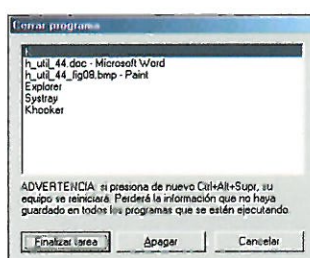 Cerrar programa
h_util_44.doc - Microsoft Word
h_util_44_fig08.bmp - Paint
Explorer
Systray
Khooker
ADVERTENCIA: si presiona de nuevo Ctrl+Alt+Supr, su
equipo se reiniciará. Perderá la información que no haya
guardado en todos los programas que se estén ejecutando.
Finalizar tarea Apagar Cancelar